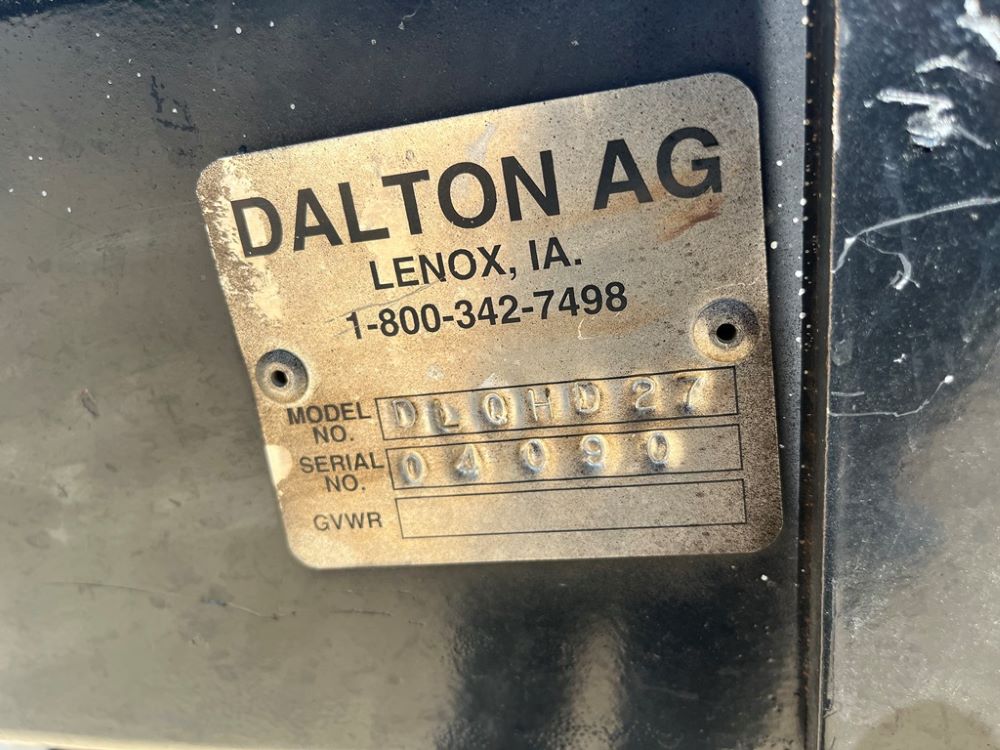 DALTON AG
LENOX, IA.
1-800-342-7498
MODEL NO. DLQHD27
SERIAL NO. 04090
GVWR